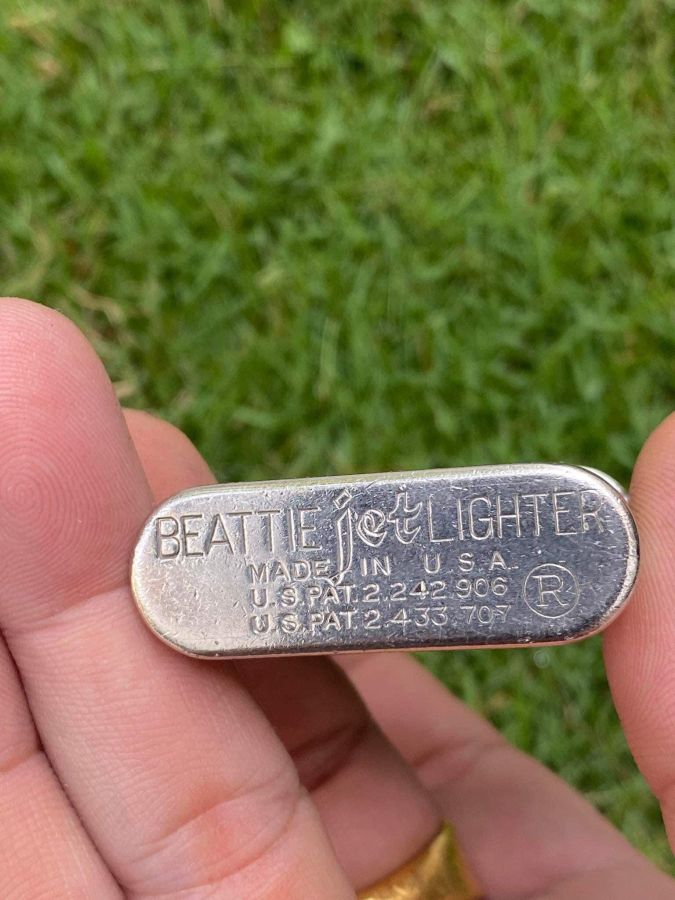 BEATTIE jet LIGHTER
MADE IN U.S.A.
U.S.PAT.2.242.906
U.S.PAT 2.433.707
®